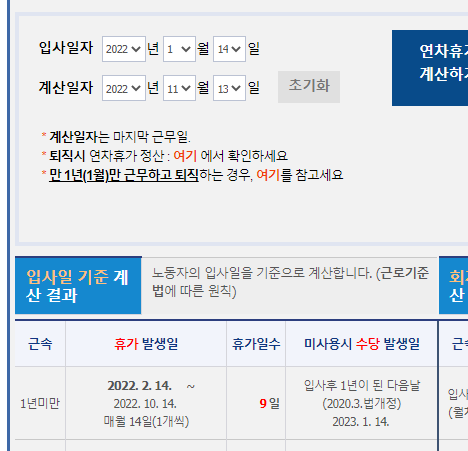 입사일자 2022 년 1 월 14 일
연차휴가
계산하기
계산일자 2022 년 11 월 13 일 초기화
* 계산일자는 마지막 근무일.
* 퇴직시 연차휴가 정산 : 여기 에서 확인하세요
* 만 1년(1월)만 근무하고 퇴직하는 경우, 여기를 참고세요
입사일 기준 계
산 결과
노동자의 입사일을 기준으로 계산합니다. (근로기준
법에 따른 원칙)
회
산
근속 휴가 발생일 휴가일수 미사용시 수당 발생일 근속
1년미만
2022. 2. 14. ~
2022. 10. 14.
매월 14일(1개씩)
9 일
입사후 1년이 된 다음날
(2020.3.법개정)
2023. 1. 14.
입사
(월차